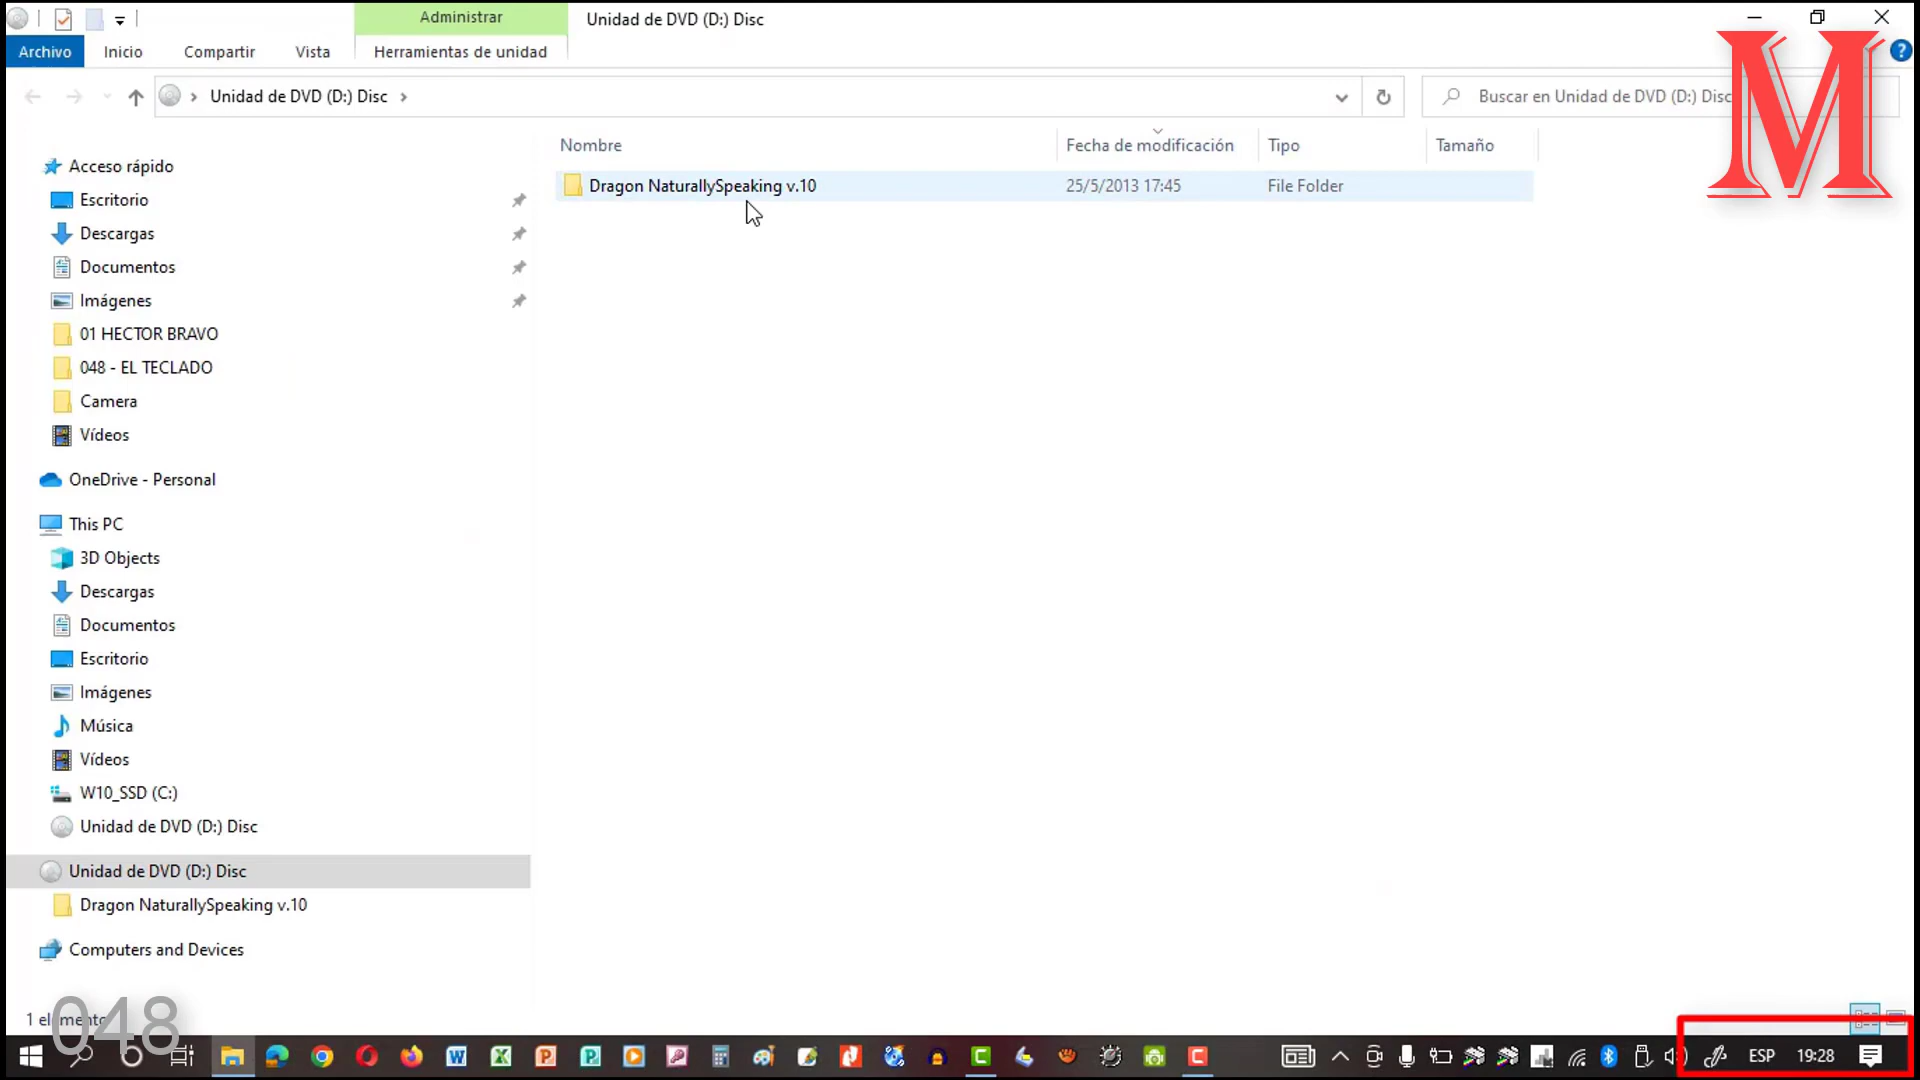 Administrar
Unidad de DVD (D:) Disc
Archivo
Inicio
Compartir
Vista
Herramientas de unidad
M
Unidad de DVD (D:) Disc
Buscar en Unidad de DVD (D:) Disc
Nombre
Fecha de modificación
Tipo
Tamaño
Dragon NaturallySpeaking v.10
25/5/2013 17:45
File Folder
Acceso rápido
Escritorio
Descargas
Documentos
Imágenes
01 HECTOR BRAVO
048 - EL TECLADO
Camera
Vídeos
OneDrive - Personal
This PC
3D Objects
Descargas
Documentos
Escritorio
Imágenes
Música
Vídeos
W10_SSD (C:)
Unidad de DVD (D:) Disc
Unidad de DVD (D:) Disc
Dragon NaturallySpeaking v.10
Computers and Devices
1 elemento
048
ESP
19:28